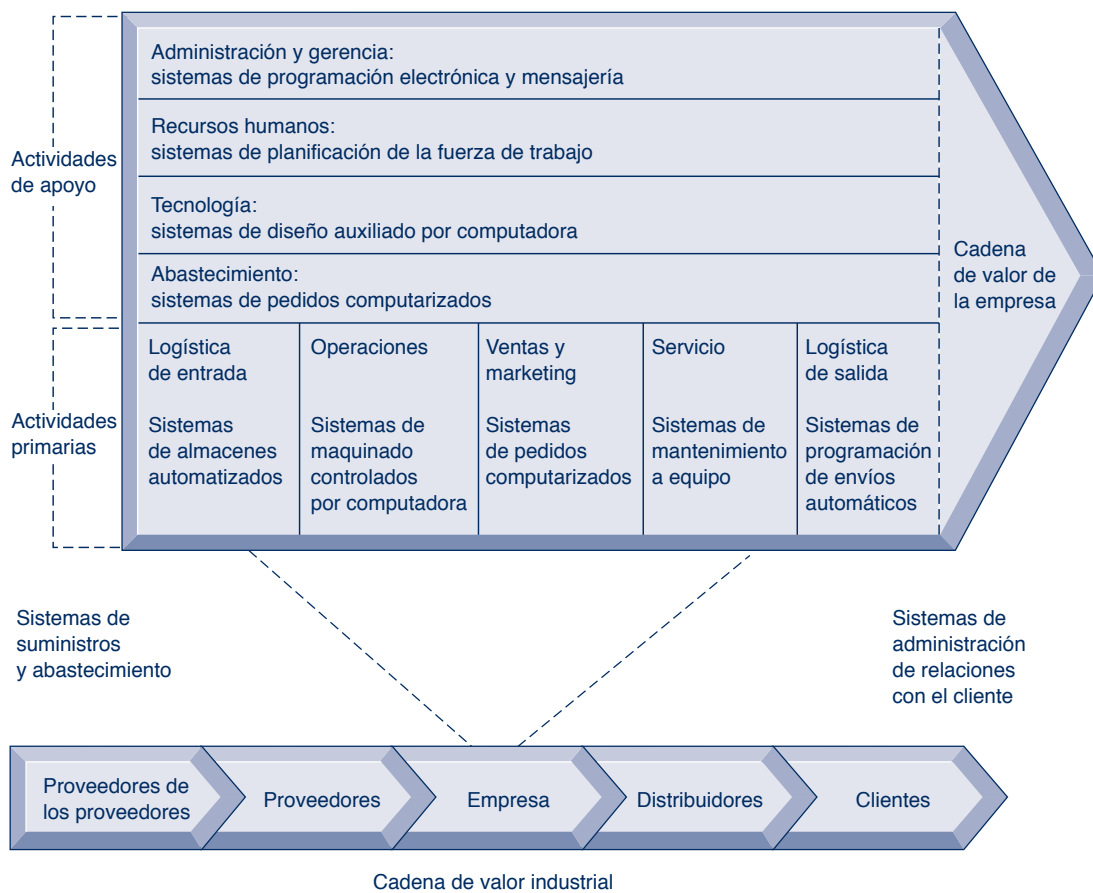 Administración y gerencia:
sistemas de programación electrónica y mensajería
Recursos humanos:
sistemas de planificación de la fuerza de trabajo
Actividades
de apoyo
Tecnología:
sistemas de diseño auxiliado por computadora
Cadena
de valor de
la empresa
Abastecimiento:
sistemas de pedidos computarizados
Actividades
primarias
Logística
de entrada
Sistemas
de almacenes
automatizados
Operaciones
Sistemas de
maquinado
controlados
por computadora
Ventas y
marketing
Sistemas
de pedidos
computarizados
Servicio
Sistemas de
mantenimiento
a equipo
Logística
de salida
Sistemas de
programación
de envíos
automáticos
Sistemas de
suministros
y abastecimiento
Sistemas de
administración
de relaciones
con el cliente
Proveedores de
los proveedores
Proveedores
Empresa
Distribuidores
Clientes
Cadena de valor industrial